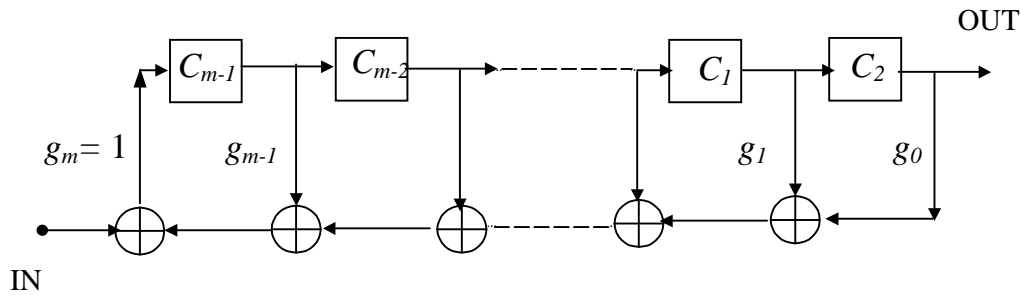 OUT
C_{m-1}
C_{m-2}
C_1
C_2
g_m= 1
g_{m-1}
g_1
g_0
IN